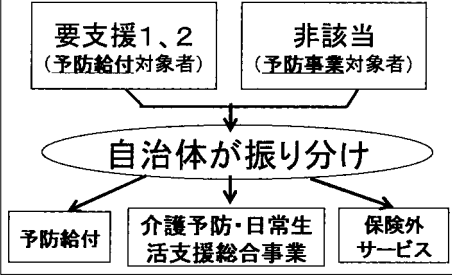 要支援１、２
（予防給付対象者）
非該当
（予防事業対象者）
自治体が振り分け
予防給付
介護予防・日常生
活支援総合事業
保険外
サービス